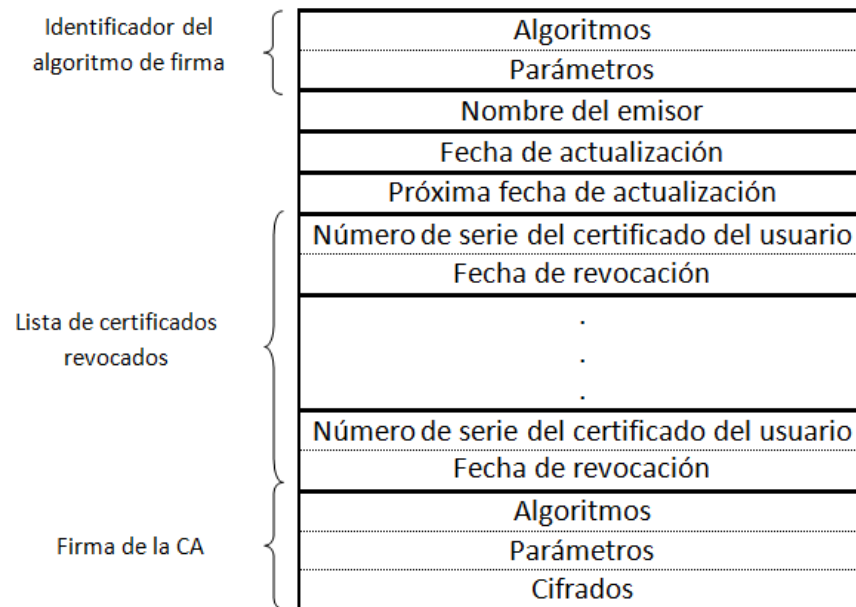 Identificador del
algoritmo de firma
Algoritmos
Parámetros
Nombre del emisor
Fecha de actualización
Próxima fecha de actualización
Lista de certificados
revocados
Número de serie del certificado del usuario
Fecha de revocación
.
.
.
Número de serie del certificado del usuario
Fecha de revocación
Firma de la CA
Algoritmos
Parámetros
Cifrados